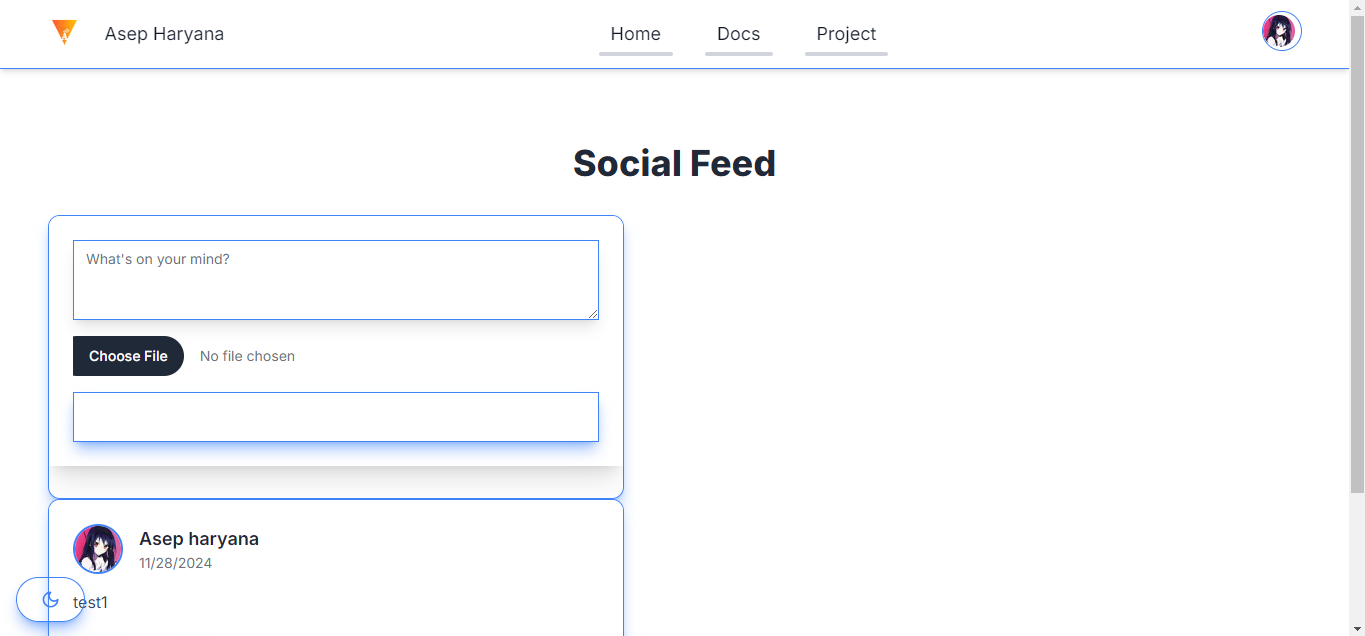 Asep Haryana
Home
Docs
Project
Social Feed
What's on your mind?
Choose File
No file chosen
Asep haryana
11/28/2024
test1